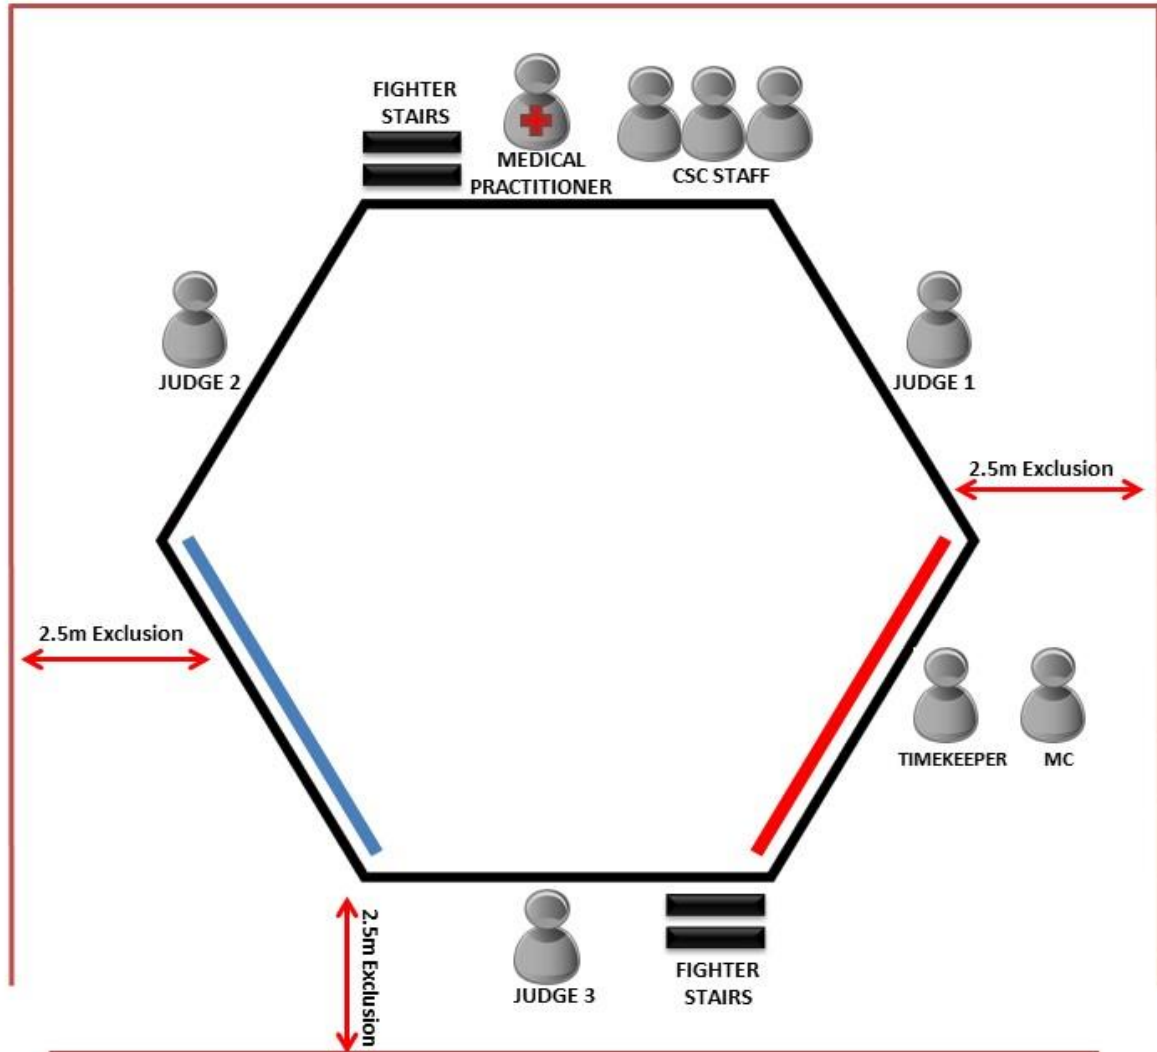 FIGHTER
STAIRS
MEDICAL
PRACTITIONER
CSC STAFF
JUDGE 2
JUDGE 1
2.5m Exclusion
2.5m Exclusion
TIMEKEEPER
MC
2.5m Exclusion
JUDGE 3
FIGHTER
STAIRS